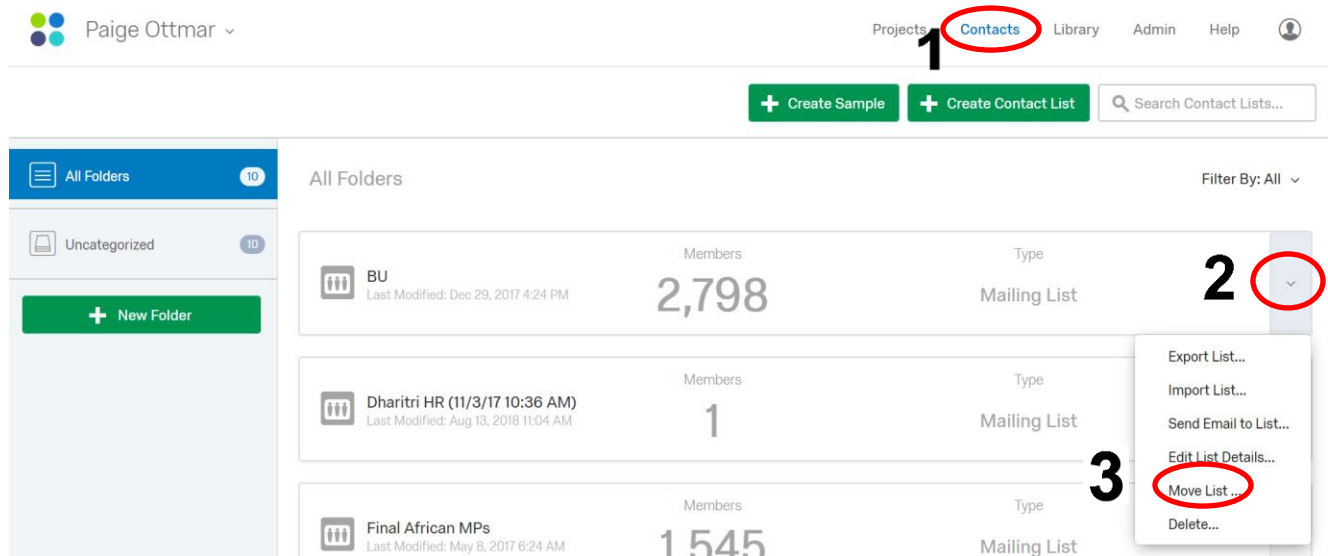 Paige Ottmar
Projects Contacts Library Admin Help
1
Create Sample
Create Contact List
Search Contact Lists...
All Folders 10
Uncategorized 10
New Folder
All Folders
Filter By: All
BU
Last Modified: Dec 29, 2017 4:24 PM
Members
2,798
Type
Mailing List
2
Export List...
Import List...
Send Email to List...
Edit List Details...
Move List ...
Delete...
3
Dharitri HR (11/3/17 10:36 AM)
Last Modified: Aug 13, 2018 11:04 AM
Members
1
Type
Mailing List
Final African MPs
Last Modified: May 8, 2017 6:24 AM
Members
1,545
Type
Mailing List